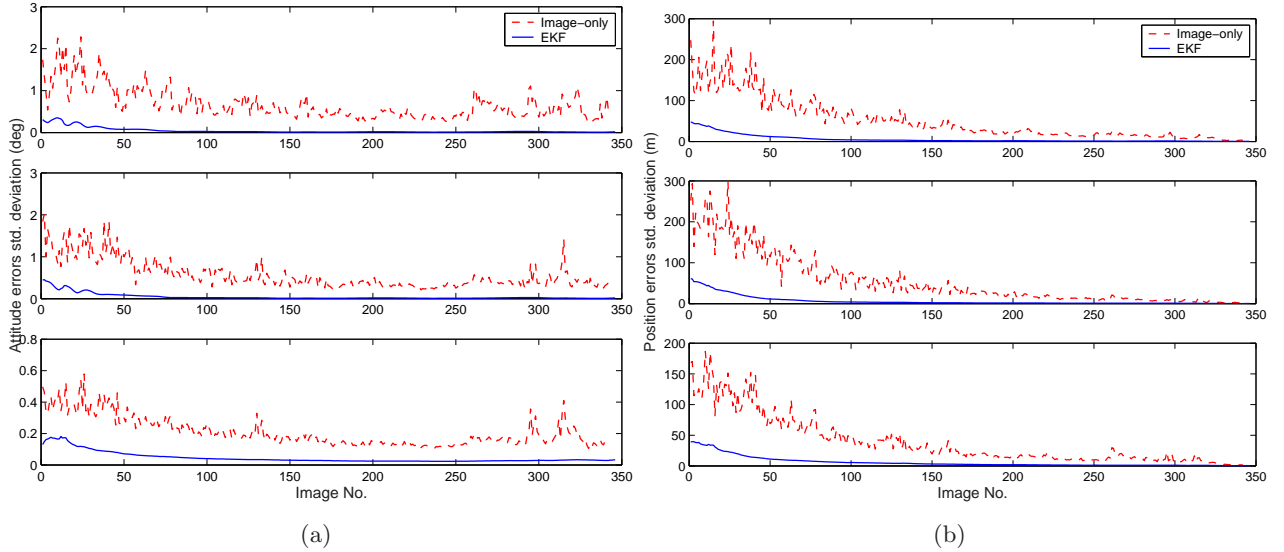 3
Image−only
EKF
2
1
0
0 50 100 150 200 250 300 350
3
2
1
0
0 50 100 150 200 250 300 350
Attitude errors std. deviation (deg)
0.8
0.6
0.4
0.2
0
0 50 100 150 200 250 300 350
Image No.
(a)
300
Image−only
EKF
200
100
0
0 50 100 150 200 250 300 350
300
200
100
0
0 50 100 150 200 250 300 350
Position errors std. deviation (m)
200
150
100
50
0
0 50 100 150 200 250 300 350
Image No.
(b)